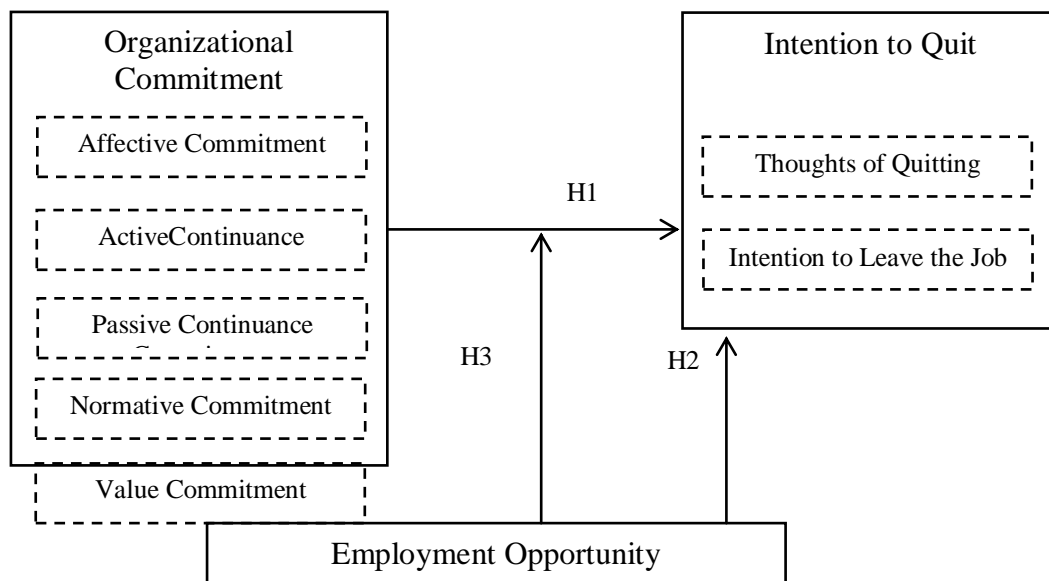 Organizational
Commitment
Affective Commitment
ActiveContinuance
Passive Continuance
Normative Commitment
Value Commitment
H1
H3
H2
Intention to Quit
Thoughts of Quitting
Intention to Leave the Job
Employment Opportunity